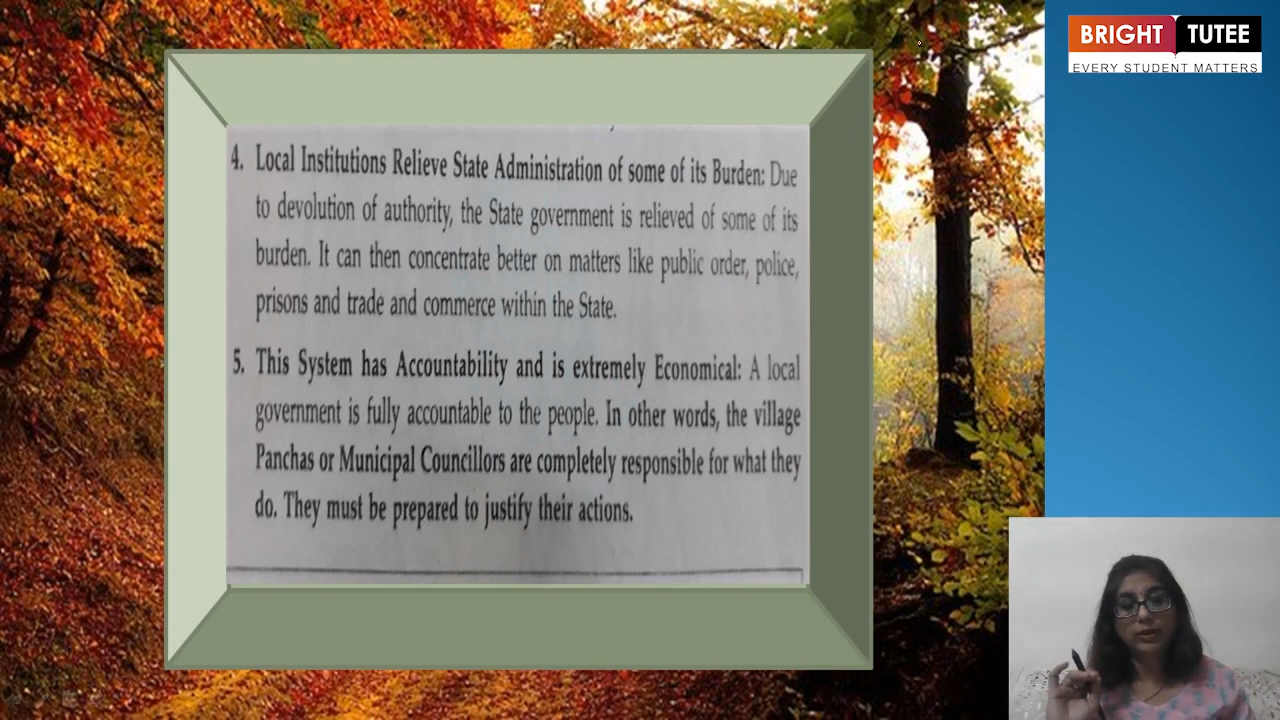 BRIGHT TUTEE
EVERY STUDENT MATTERS
4. Local Institutions Relieve State Administration of some of its Burden: Due
to devolution of authority, the State government is relieved of some of its
burden. It can then concentrate better on matters like public order, police,
prisons and trade and commerce within the State.
5. This System has Accountability and is extremely Economical: A local
government is fully accountable to the people. In other words, the village
Panchas or Municipal Councillors are completely responsible for what they
do. They must be prepared to justify their actions.